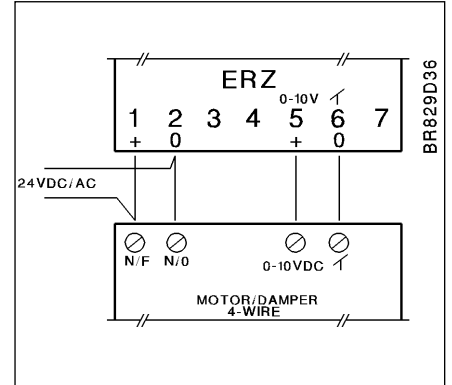 ERZ
0-10V
1 2 3 4 5 6 7
+ 0 + 0
24VDC/AC
N/F N/0 0-10VDC
MOTOR/DAMPER
4-WIRE
BR829D36